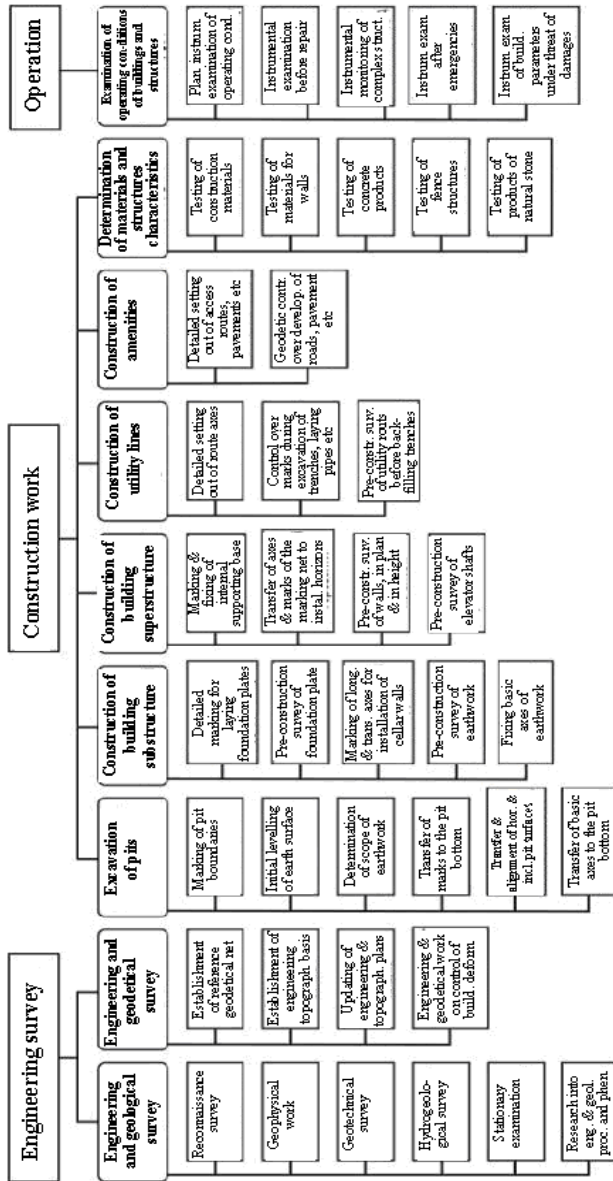 Engineering survey
Engineering
and geological
survey
Reconnaissance
survey
Geophysical
work
Geotechnical
survey
Hydrogeolo-
gical survey
Stationary
examination
Research into
eng. & geol.
proc. and phen.
Engineering and
geodetical
survey
Establishment
of reference
geodetical net
Establishment of
engineering
topograph. basis
Updating of
engineering &
topograph. plans
Engineering &
geodetical work
on control of
build. deform.
Construction work
Excavation
of pits
Marking of pit
boundaries
Initial levelling
of earth surface
Determination
of scope of
earthwork
Transfer of
marks to the pit
bottom
Transfer &
alignment of hor. &
incl. pit surfaces
Transfer of basic
axes to the pit
bottom
Construction of
building
substructure
Detailed
marking for
laying
foundation plates
Pre-construction
survey of
foundation plate
Marking of long.
& trans. axes for
installation of
cellar walls
Pre-construction
survey of
earthwork
Fixing basic
axes of
earthwork
Construction of
building
superstructure
Marking &
fixing of
internal
supporting base
Transfer of axes
& marks of the
marking net to
instal. horizons
Pre-constr. surv.
of walls, in plan
& in height
Pre-construction
survey of
elevator shafts
Construction of
utility lines
Detailed setting
out of route axes
Control over
marks during
excavation of
trenches, laying
pipes etc
Pre-constr. surv.
of utility routs
before back-
filling trenches
Construction of
amenities
Detailed setting
out of access
routes,
pavements etc
Geodetic contr.
over develop. of
roads, pavement
etc
Determination
of materials and
structures
characteristics
Testing of
construction
materials
Testing of
materials for
walls
Testing of
concrete
products
Testing of
fence
structures
Testing of
products of
natural stone
Operation
Examination of
operating conditions
of buildings and
structures
Plan. instrum.
examination of
operating cond.
Instrumental
examination
before repair
Instrumental
monitoring of
complex struct.
Instrum. exam
after
emergencies
Instrum. exam
of build.
parameters
under threat of
damages